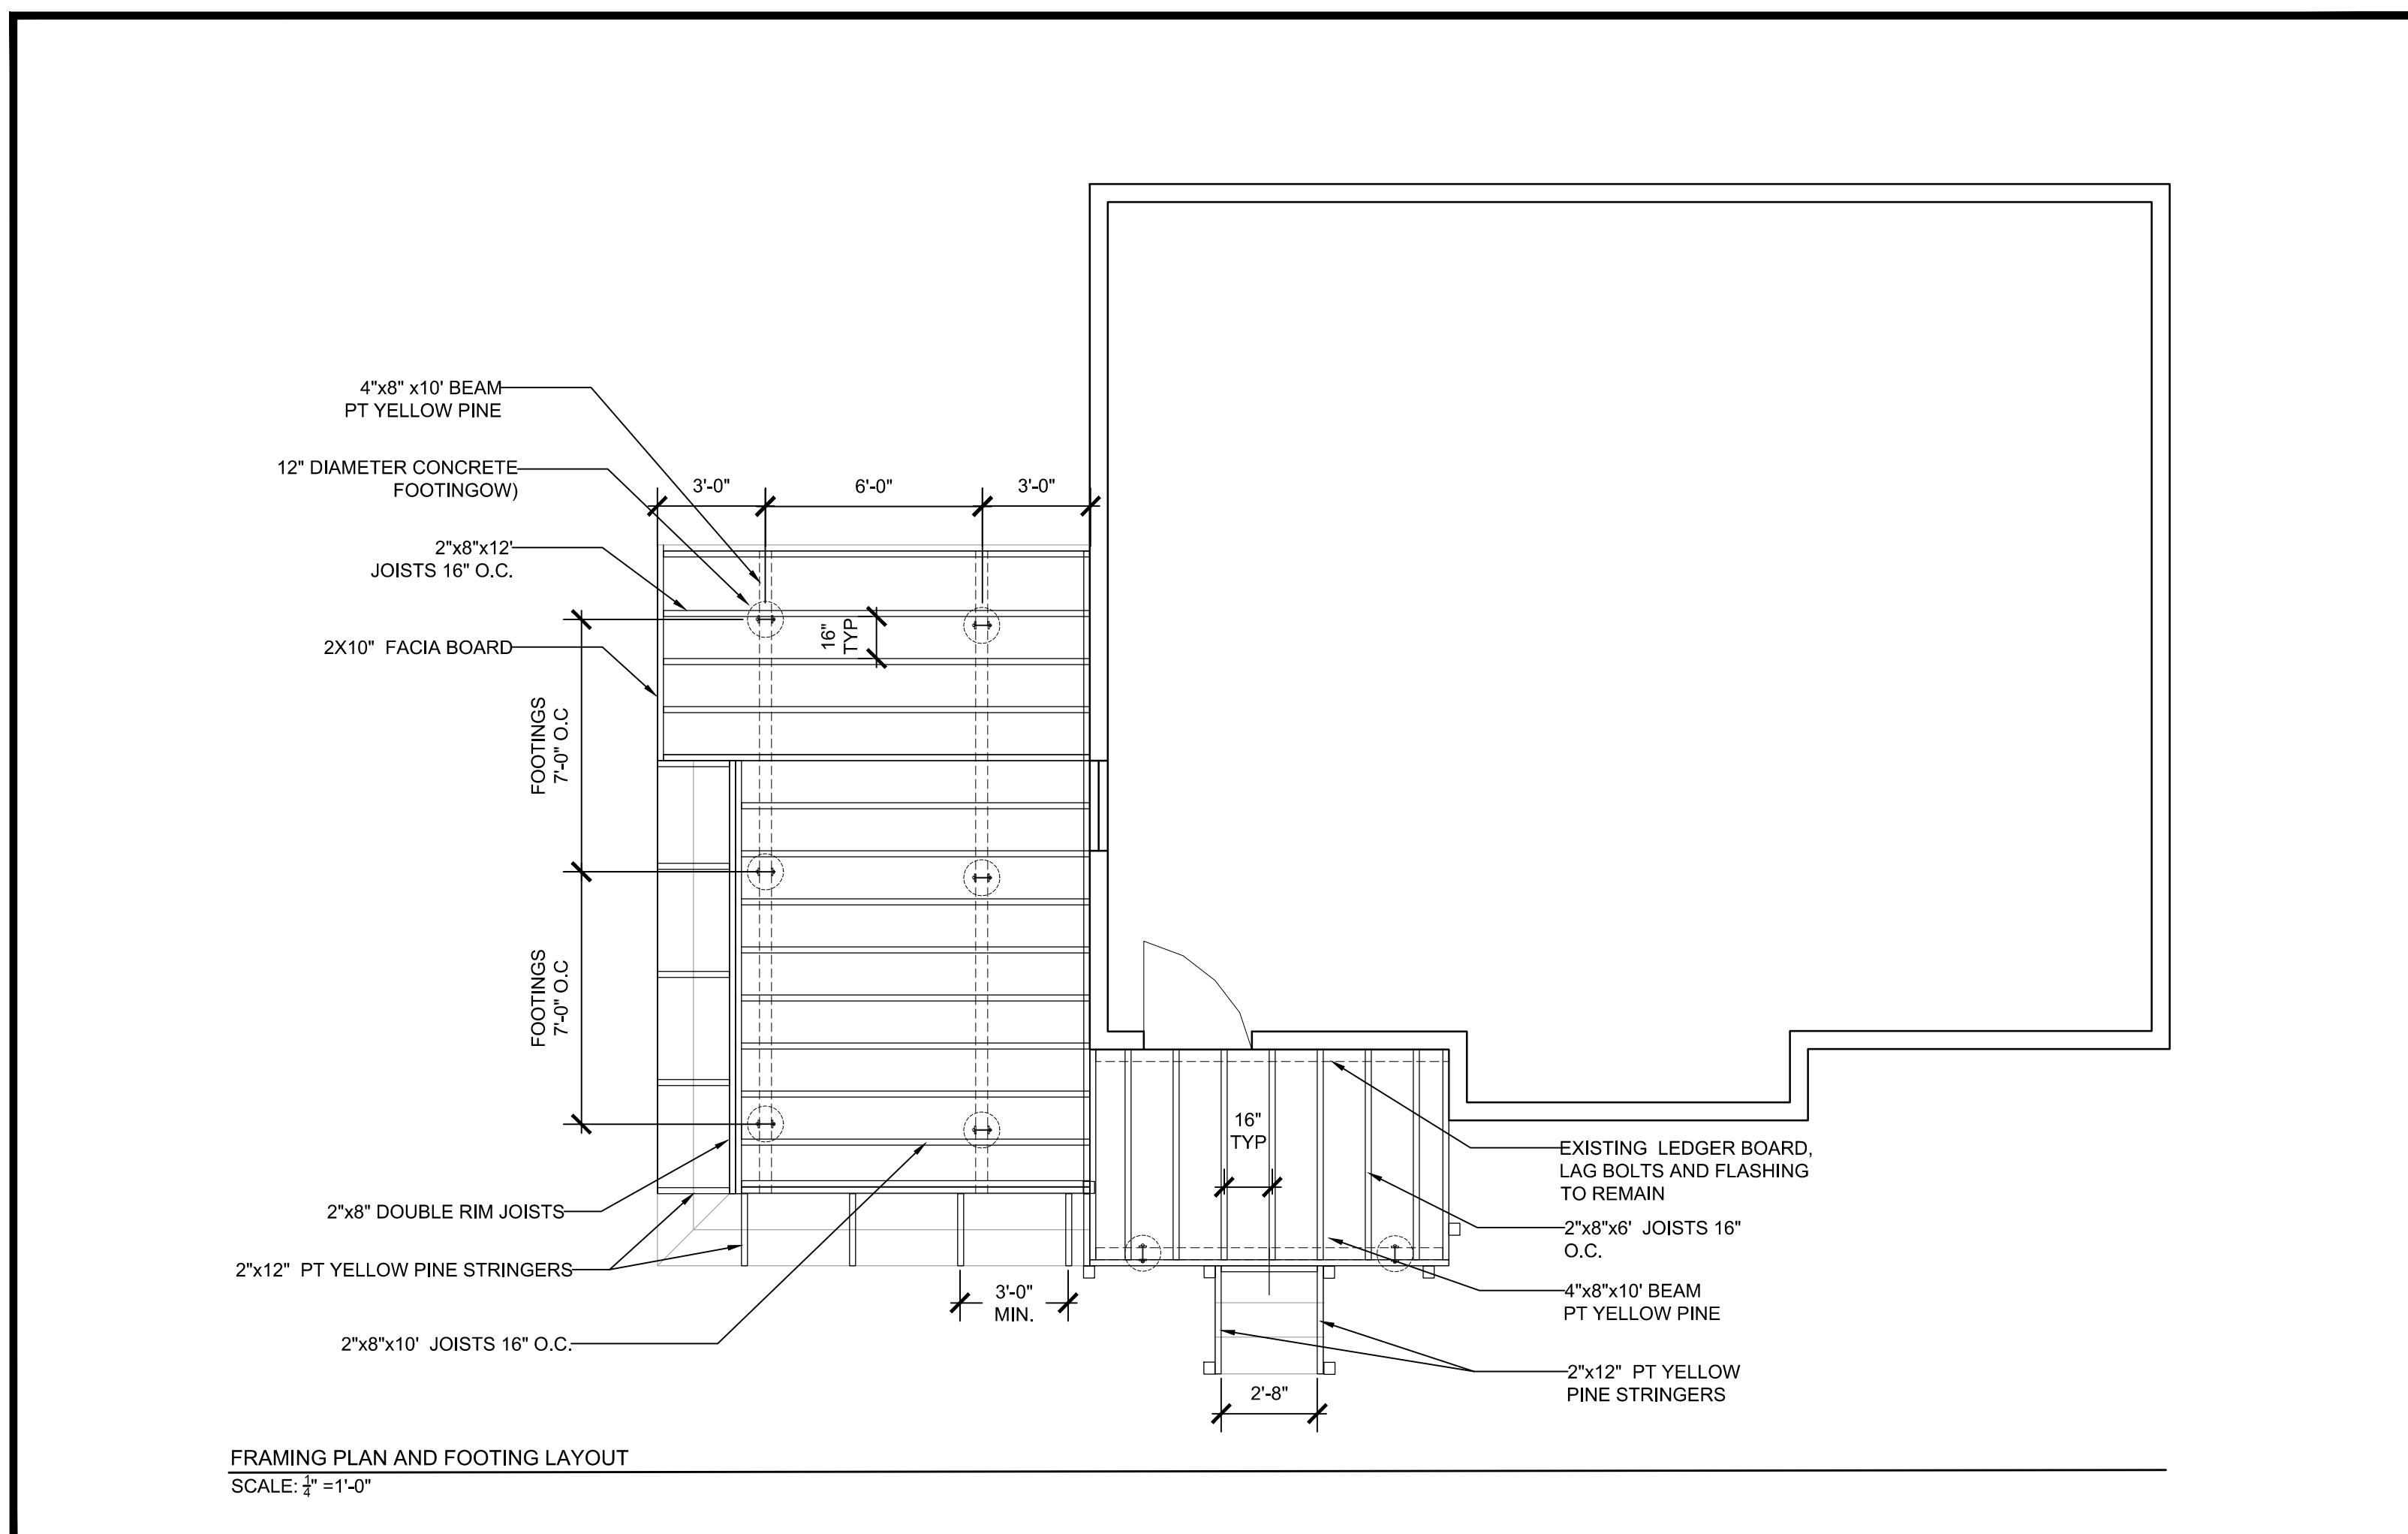 4"x8" x10' BEAM
PT YELLOW PINE
12" DIAMETER CONCRETE
FOOTINGOW)
2"x8"x12'
JOISTS 16" O.C.
2X10" FACIA BOARD
3'-0"
6'-0"
3'-0"
16"
TYP
FOOTINGS
7'-0" O.C
FOOTINGS
7'-0" O.C
2"x8" DOUBLE RIM JOISTS
2"x12" PT YELLOW PINE STRINGERS
2"x8"x10' JOISTS 16" O.C.
3'-0"
MIN.
16"
TYP
EXISTING LEDGER BOARD,
LAG BOLTS AND FLASHING
TO REMAIN
2"x8"x6' JOISTS 16"
O.C.
4"x8"x10' BEAM
PT YELLOW PINE
2"x12" PT YELLOW
PINE STRINGERS
2'-8"
FRAMING PLAN AND FOOTING LAYOUT
SCALE: 1/4" =1'-0"